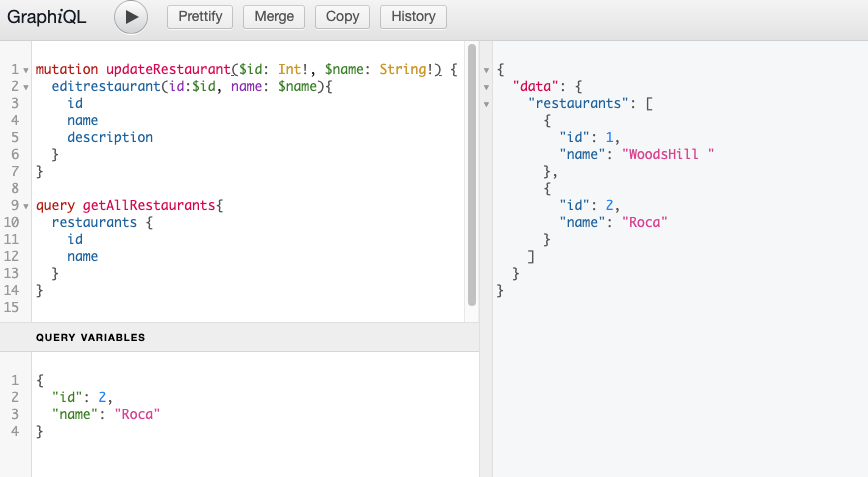 GraphiQL
Prettify
Merge
Copy
History
1 mutation updateRestaurant($id: Int!, $name: String!) {
2   editrestaurant(id:$id, name: $name){
3     id
4     name
5     description
6   }
7 }
8
9 query getAllRestaurants{
10   restaurants {
11     id
12     name
13   }
14 }
15
QUERY VARIABLES
1 {
2   "id": 2,
3   "name": "Roca"
4 }
{
  "data": {
    "restaurants": [
      {
        "id": 1,
        "name": "WoodsHill "
      },
      {
        "id": 2,
        "name": "Roca"
      }
    ]
  }
}